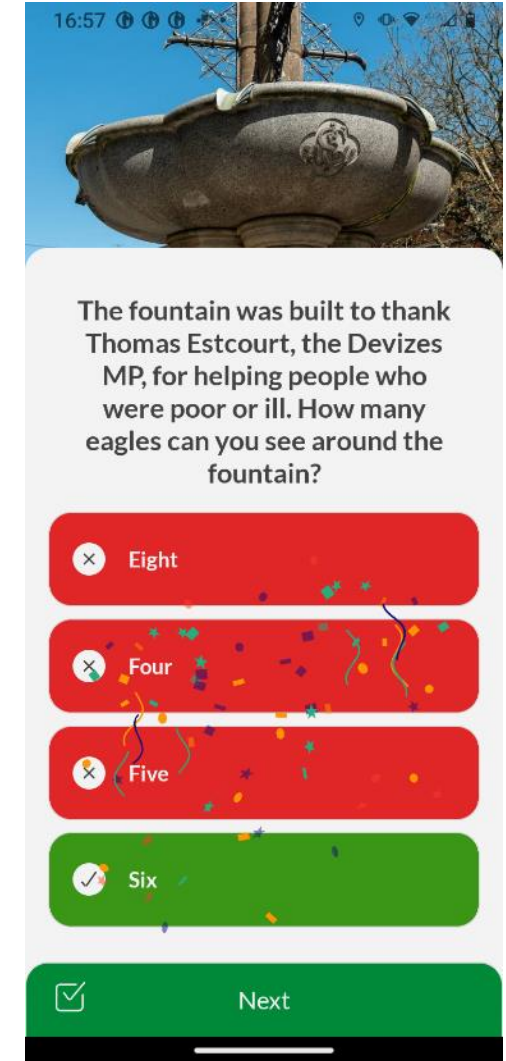 16:57
The fountain was built to thank
Thomas Estcourt, the Devizes
MP, for helping people who
were poor or ill. How many
eagles can you see around the
fountain?
Eight
Four
Five
Six
Next